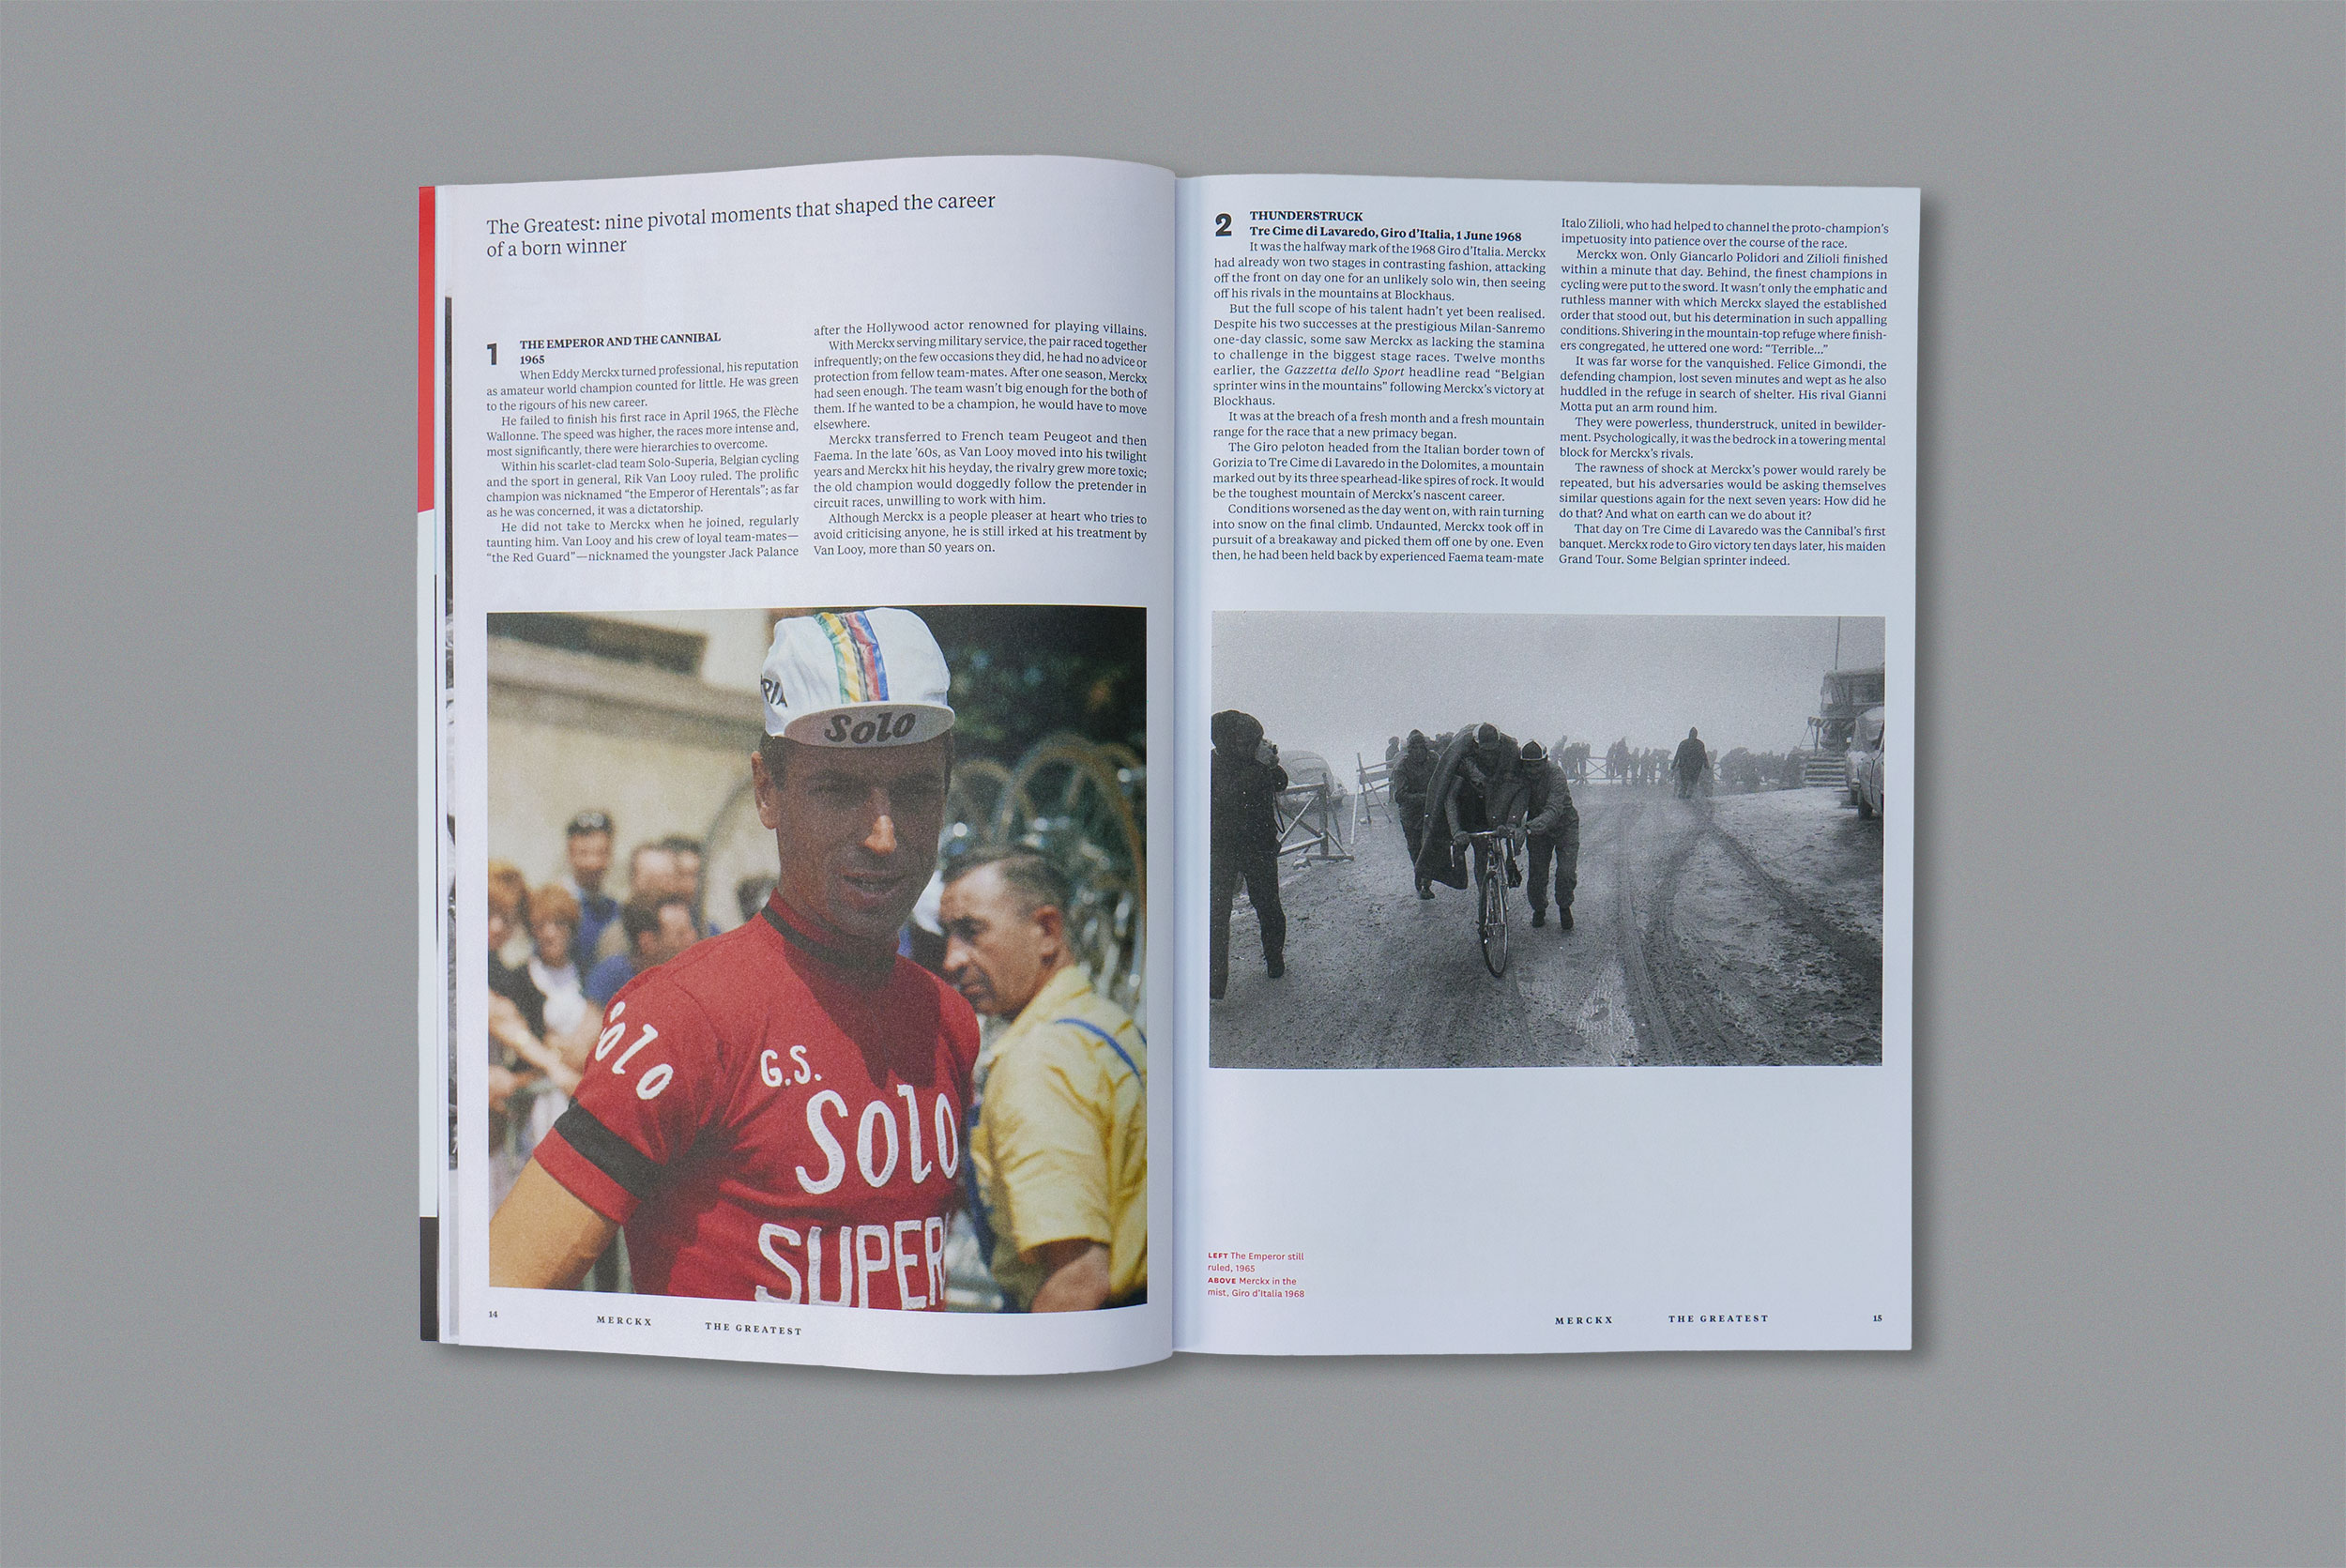 The Greatest: nine pivotal moments that shaped the career
of a born winner
1
THE EMPEROR AND THE CANNIBAL
1965
When Eddy Merckx turned professional, his reputation
as amateur world champion counted for little. He was green
to the rigours of his new career.
He failed to finish his first race in April 1965, the Flèche
Wallonne. The speed was higher, the races more intense and,
most significantly, there were hierarchies to overcome.
Within his scarlet-clad team Solo-Superia, Belgian cycling
and the sport in general, Rik Van Looy ruled. The prolific
champion was nicknamed “the Emperor of Herentals”; as far
as he was concerned, it was a dictatorship.
He did not take to Merckx when he joined, regularly
taunting him. Van Looy and his crew of loyal team-mates—
“the Red Guard”—nicknamed the youngster Jack Palance
after the Hollywood actor renowned for playing villains.
With Merckx serving military service, the pair raced together
infrequently; on the few occasions they did, he had no advice or
protection from fellow team-mates. After one season, Merckx
had seen enough. The team wasn’t big enough for the both of
them. If he wanted to be a champion, he would have to move
elsewhere.
Merckx transferred to French team Peugeot and then
Faema. In the late ’60s, as Van Looy moved into his twilight
years and Merckx hit his heyday, the rivalry grew more toxic;
the old champion would doggedly follow the pretender in
circuit races, unwilling to work with him.
Although Merckx is a people pleaser at heart who tries to
avoid criticising anyone, he is still irked at his treatment by
Van Looy, more than 50 years on.
RIA
Solo
Solo
G.S.
Solo
SUPER
14
MERCKX
THE GREATEST
2
THUNDERSTRUCK
Tre Cime di Lavaredo, Giro d’Italia, 1 June 1968
It was the halfway mark of the 1968 Giro d’Italia. Merckx
had already won two stages in contrasting fashion, attacking
off the front on day one for an unlikely solo win, then seeing
off his rivals in the mountains at Blockhaus.
But the full scope of his talent hadn’t yet been realised.
Despite his two successes at the prestigious Milan-Sanremo
one-day classic, some saw Merckx as lacking the stamina
to challenge in the biggest stage races. Twelve months
earlier, the Gazzetta dello Sport headline read “Belgian
sprinter wins in the mountains” following Merckx’s victory at
Blockhaus.
It was at the breach of a fresh month and a fresh mountain
range for the race that a new primacy began.
The Giro peloton headed from the Italian border town of
Gorizia to Tre Cime di Lavaredo in the Dolomites, a mountain
marked out by its three spearhead-like spires of rock. It would
be the toughest mountain of Merckx’s nascent career.
Conditions worsened as the day went on, with rain turning
into snow on the final climb. Undaunted, Merckx took off in
pursuit of a breakaway and picked them off one by one. Even
then, he had been held back by experienced Faema team-mate
Italo Zilioli, who had helped to channel the proto-champion’s
impetuosity into patience over the course of the race.
Merckx won. Only Giancarlo Polidori and Zilioli finished
within a minute that day. Behind, the finest champions in
cycling were put to the sword. It wasn’t only the emphatic and
ruthless manner with which Merckx slayed the established
order that stood out, but his determination in such appalling
conditions. Shivering in the mountain-top refuge where finish-
ers congregated, he uttered one word: “Terrible...”
It was far worse for the vanquished. Felice Gimondi, the
defending champion, lost seven minutes and wept as he also
huddled in the refuge in search of shelter. His rival Gianni
Motta put an arm round him.
They were powerless, thunderstruck, united in bewilder-
ment. Psychologically, it was the bedrock in a towering mental
block for Merckx’s rivals.
The rawness of shock at Merckx’s power would rarely be
repeated, but his adversaries would be asking themselves
similar questions again for the next seven years: How did he
do that? And what on earth can we do about it?
That day on Tre Cime di Lavaredo was the Cannibal’s first
banquet. Merckx rode to Giro victory ten days later, his maiden
Grand Tour. Some Belgian sprinter indeed.
LEFT The Emperor still
ruled, 1965
ABOVE Merckx in the
mist, Giro d’Italia 1968
MERCKX
THE GREATEST
15